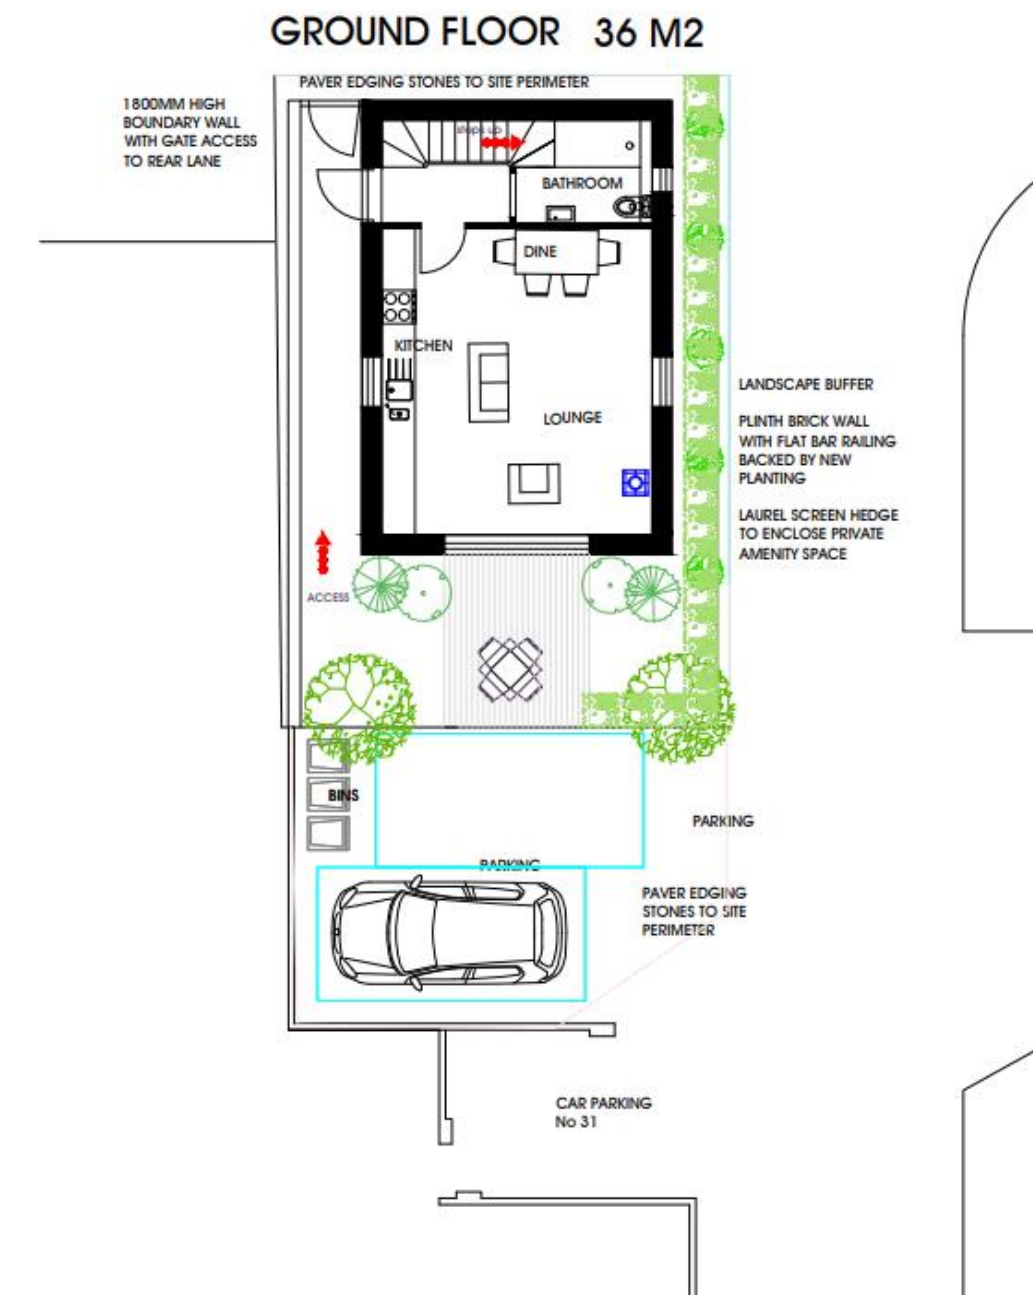 GROUND FLOOR 36 M2
PAVER EDGING STONES TO SITE PERIMETER
1800MM HIGH
BOUNDARY WALL
WITH GATE ACCESS
TO REAR LANE
steps up
BATHROOM
DINE
KITCHEN
LOUNGE
LANDSCAPE BUFFER
PLINTH BRICK WALL
WITH FLAT BAR RAILING
BACKED BY NEW
PLANTING
LAUREL SCREEN HEDGE
TO ENCLOSE PRIVATE
AMENITY SPACE
ACCESS
BINS
PARKING
PARKING
PAVER EDGING
STONES TO SITE
PERIMETER
CAR PARKING
No 31